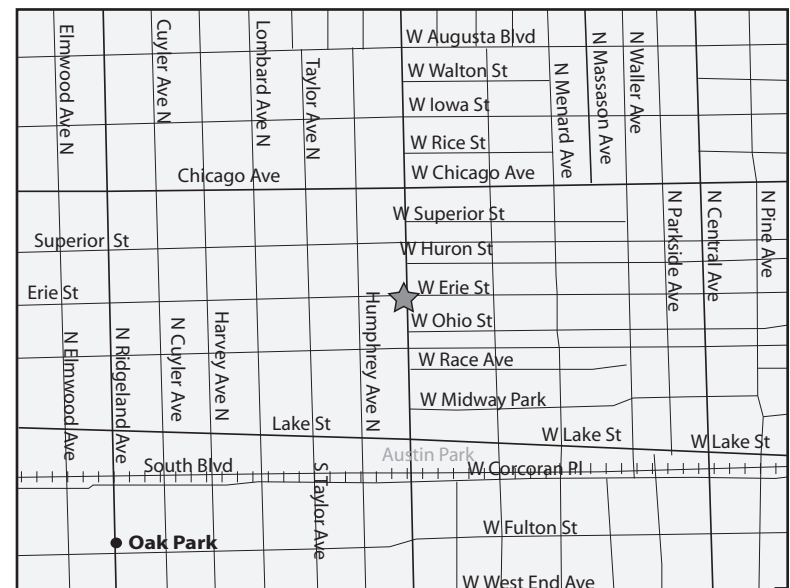 W Augusta Blvd
Elmwood Ave N
Cuyler Ave N
Lombard Ave N
Taylor Ave N
W Walton St
W Iowa St
W Rice St
N Menard Ave
N Massason Ave
N Waller Ave
Chicago Ave
W Chicago Ave
W Superior St
Superior St
W Huron St
N Parkside Ave
N Central Ave
N Pine Ave
Erie St
W Erie St
W Ohio St
N Elmwood Ave
N Ridgeland Ave
N Cuyler Ave
Harvey Ave N
Humphrey Ave N
W Race Ave
W Midway Park
Lake St
W Lake St
W Lake St
Austin Park
South Blvd
W Corcoran Pl
S Taylor Ave
Oak Park
W Fulton St
W West End Ave